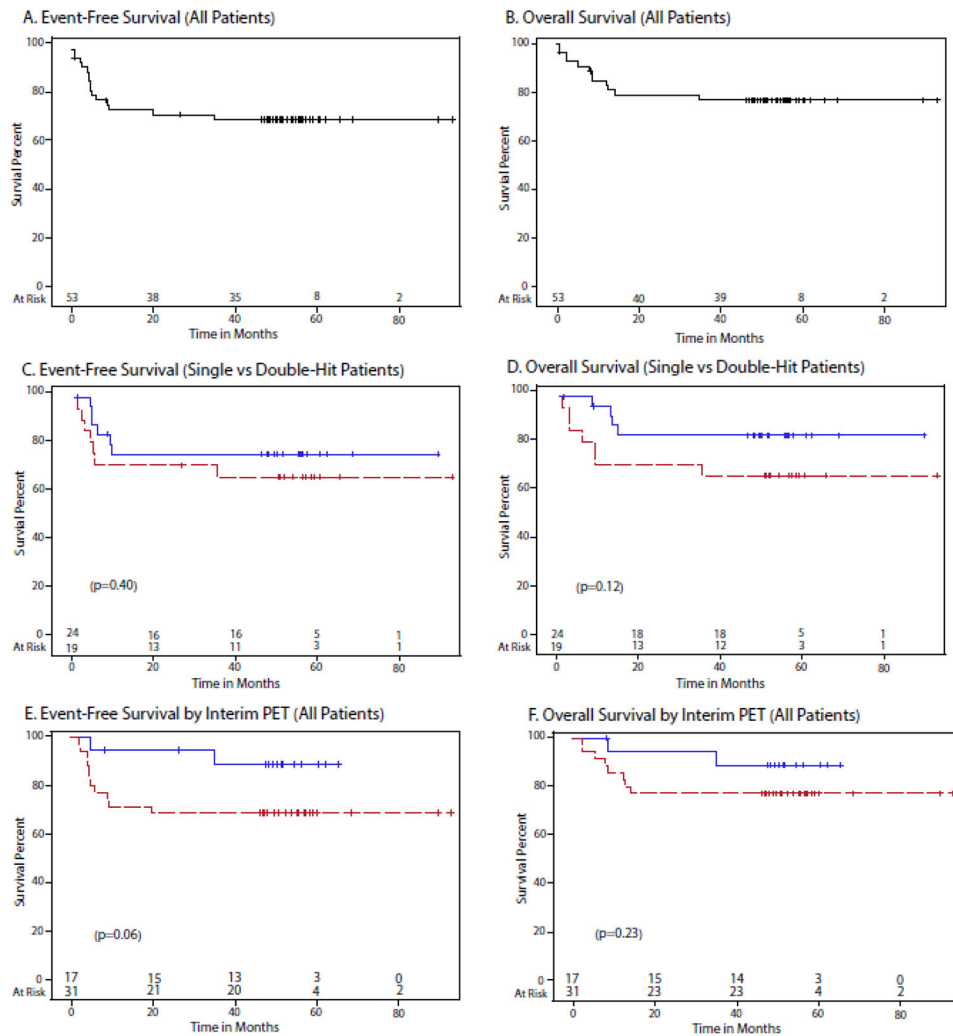 A. Event-Free Survival (All Patients)
100
80
60
40
20
0
Survial Percent
At Risk 53 38 35 8 2
0 20 40 60 80
Time in Months
B. Overall Survival (All Patients)
100
80
60
40
20
0
Survial Percent
At Risk 53 40 39 8 2
0 20 40 60 80
Time in Months
C. Event-Free Survival (Single vs Double-Hit Patients)
100
80
60
40
20
0
Survial Percent
(p=0.40)
24 16 16 5 1
At Risk 19 13 11 3 1
0 20 40 60 80
Time in Months
D. Overall Survival (Single vs Double-Hit Patients)
100
80
60
40
20
0
Survial Percent
(p=0.12)
24 18 18 5 1
At Risk 19 13 12 3 1
0 20 40 60 80
Time in Months
E. Event-Free Survival by Interim PET (All Patients)
100
80
60
40
20
0
Survival Percent
(p=0.06)
17 15 13 3 0
At Risk 31 21 20 4 2
0 20 40 60 80
Time in Months
F. Overall Survival by Interim PET (All Patients)
100
80
60
40
20
0
Survival Percent
(p=0.23)
17 15 14 3 0
At Risk 31 23 23 4 2
0 20 40 60 80
Time in Months